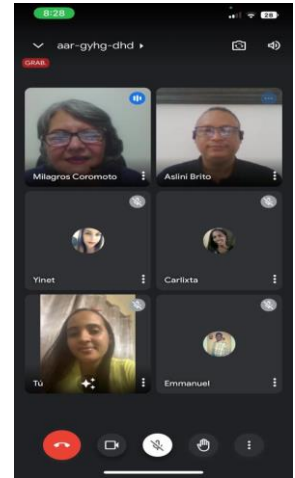 8:28
28
aar-gyhg-dhd
GRAB.
Milagros Coromoto
Aslini Brito
Yinet
Carlixta
Tú
Emmanuel